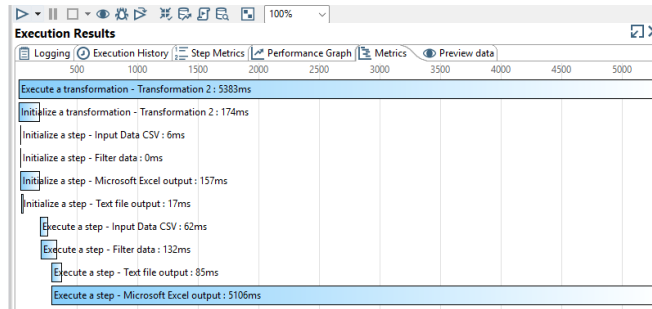 100%
Execution Results
Logging Execution History Step Metrics Performance Graph Metrics Preview data
500 1000 1500 2000 2500 3000 3500 4000 4500 5000
Execute a transformation - Transformation 2 : 5383ms
Initialize a transformation - Transformation 2 : 174ms
Initialize a step - Input Data CSV : 6ms
Initialize a step - Filter data : 0ms
Initialize a step - Microsoft Excel output : 157ms
Initialize a step - Text file output : 17ms
Execute a step - Input Data CSV : 62ms
Execute a step - Filter data : 132ms
Execute a step - Text file output : 85ms
Execute a step - Microsoft Excel output : 5106ms